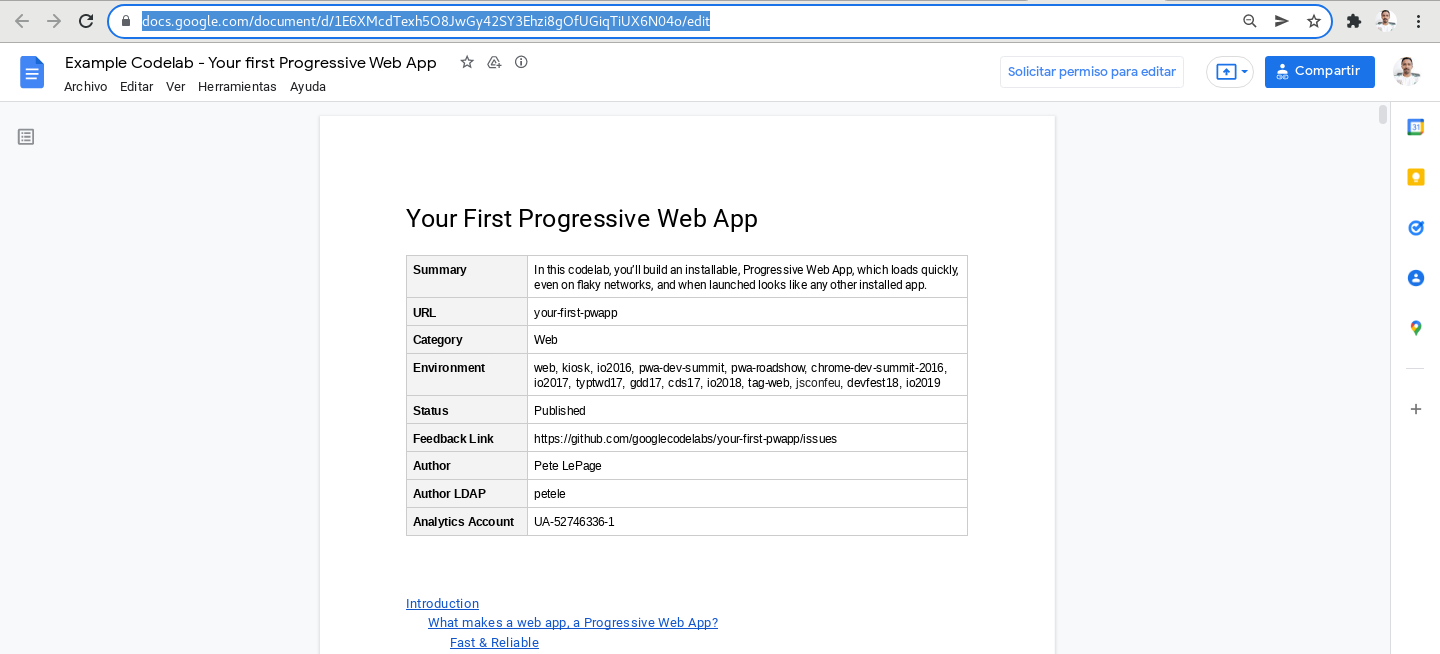 docs.google.com/document/d/1E6XMcdTexh5O8JwGy42SY3Ehzi8gOfUGiqTiUX6N04o/edit
Example Codelab - Your first Progressive Web App
Archivo Editar Ver Herramientas Ayuda
Solicitar permiso para editar
Compartir
31
Your First Progressive Web App
Summary In this codelab, you'll build an installable, Progressive Web App, which loads quickly,
even on flaky networks, and when launched looks like any other installed app.
URL your-first-pwapp
Category Web
Environment web, kiosk, io2016, pwa-dev-summit, pwa-roadshow, chrome-dev-summit-2016,
io2017, typtwd17, gdd17, cds17, io2018, tag-web, jsconfeu, devfest18, io2019
Status Published
Feedback Link https://github.com/googlecodelabs/your-first-pwapp/issues
Author Pete LePage
Author LDAP petele
Analytics Account UA-52746336-1
Introduction
What makes a web app, a Progressive Web App?
Fast & Reliable